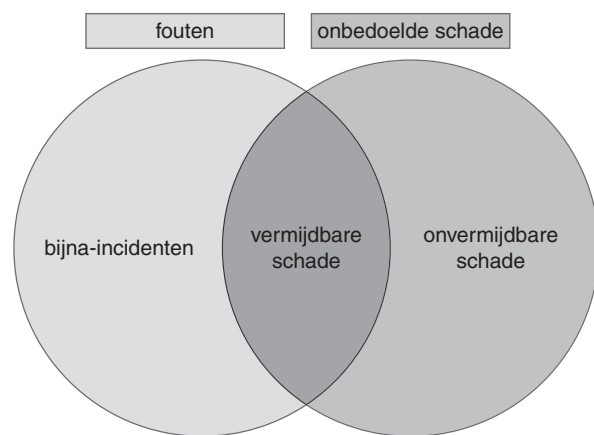 fouten
onbedoelde schade
bijna-incidenten
vermijdbare
schade
onvermijdbare
schade